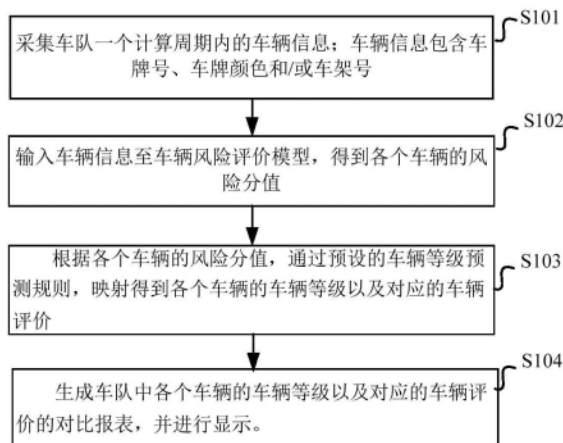 S101
采集车队一个计算周期内的车辆信息；车辆信息包含车
牌号、车牌颜色和/或车架号
S102
输入车辆信息至车辆风险评价模型，得到各个车辆的风
险分值
S103
根据各个车辆的风险分值，通过预设的车辆等级预
测规则，映射得到各个车辆的车辆等级以及对应的车辆
评价
S104
生成车队中各个车辆的车辆等级以及对应的车辆评
价的对比报表，并进行显示。